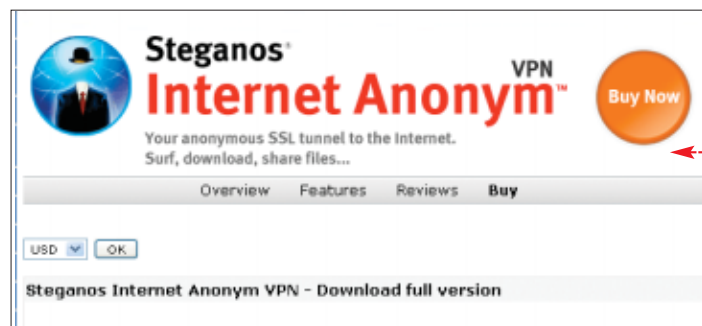 Steganos®
Internet Anonym™ VPN
Buy Now
Your anonymous SSL tunnel to the Internet.
Surf, download, share files...
Overview Features Reviews Buy
USD OK
Steganos Internet Anonym VPN - Download full version